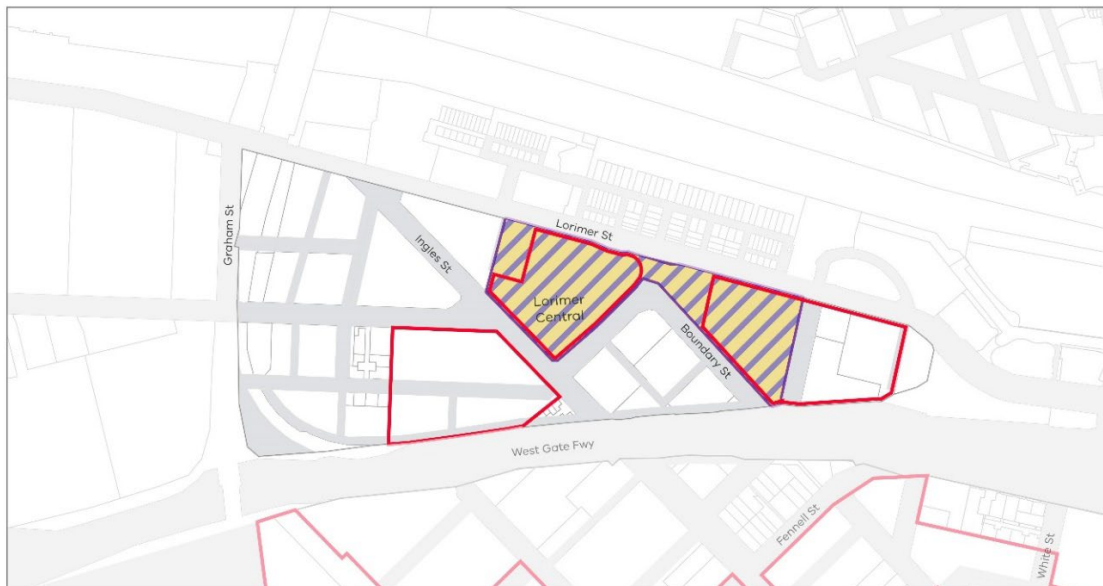 Graham St
Ingles St
Lorimer St
Lorimer
Central
Boundary St
West Gate Fwy
Fennell St
White St